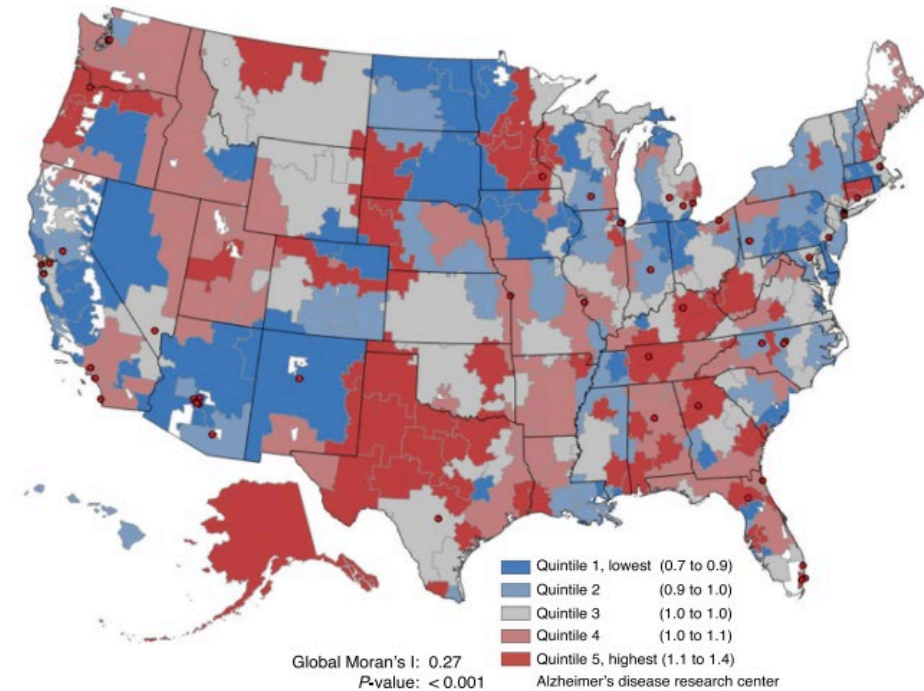 Quintile 1, lowest (0.7 to 0.9)
Quintile 2 (0.9 to 1.0)
Quintile 3 (1.0 to 1.0)
Quintile 4 (1.0 to 1.1)
Global Moran's I: 0.27 Quintile 5, highest (1.1 to 1.4)
P-value: < 0.001 Alzheimer's disease research center